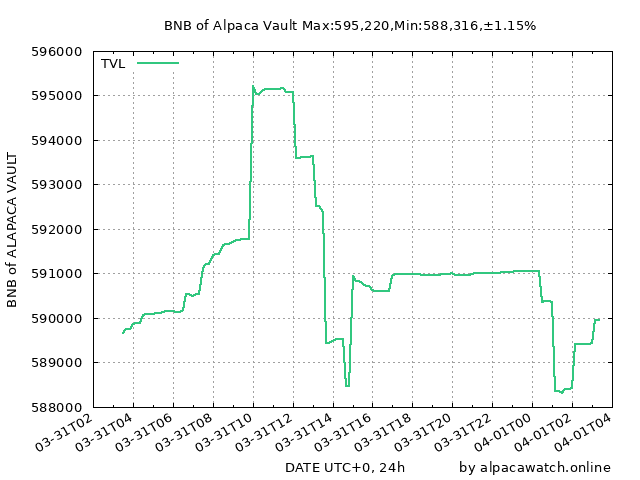 BNB of Alpaca Vault Max:595,220,Min:588,316,±1.15%
596000
TVL
595000
594000
593000
592000
591000
590000
589000
588000
BNB of ALAPACA VAULT
03-31T02
03-31T04
03-31T06
03-31T08
03-31T10
03-31T12
03-31T14
03-31T16
03-31T18
03-31T20
03-31T22
04-01T00
04-01T02
04-01T04
DATE UTC+0, 24h
by alpacawatch.online